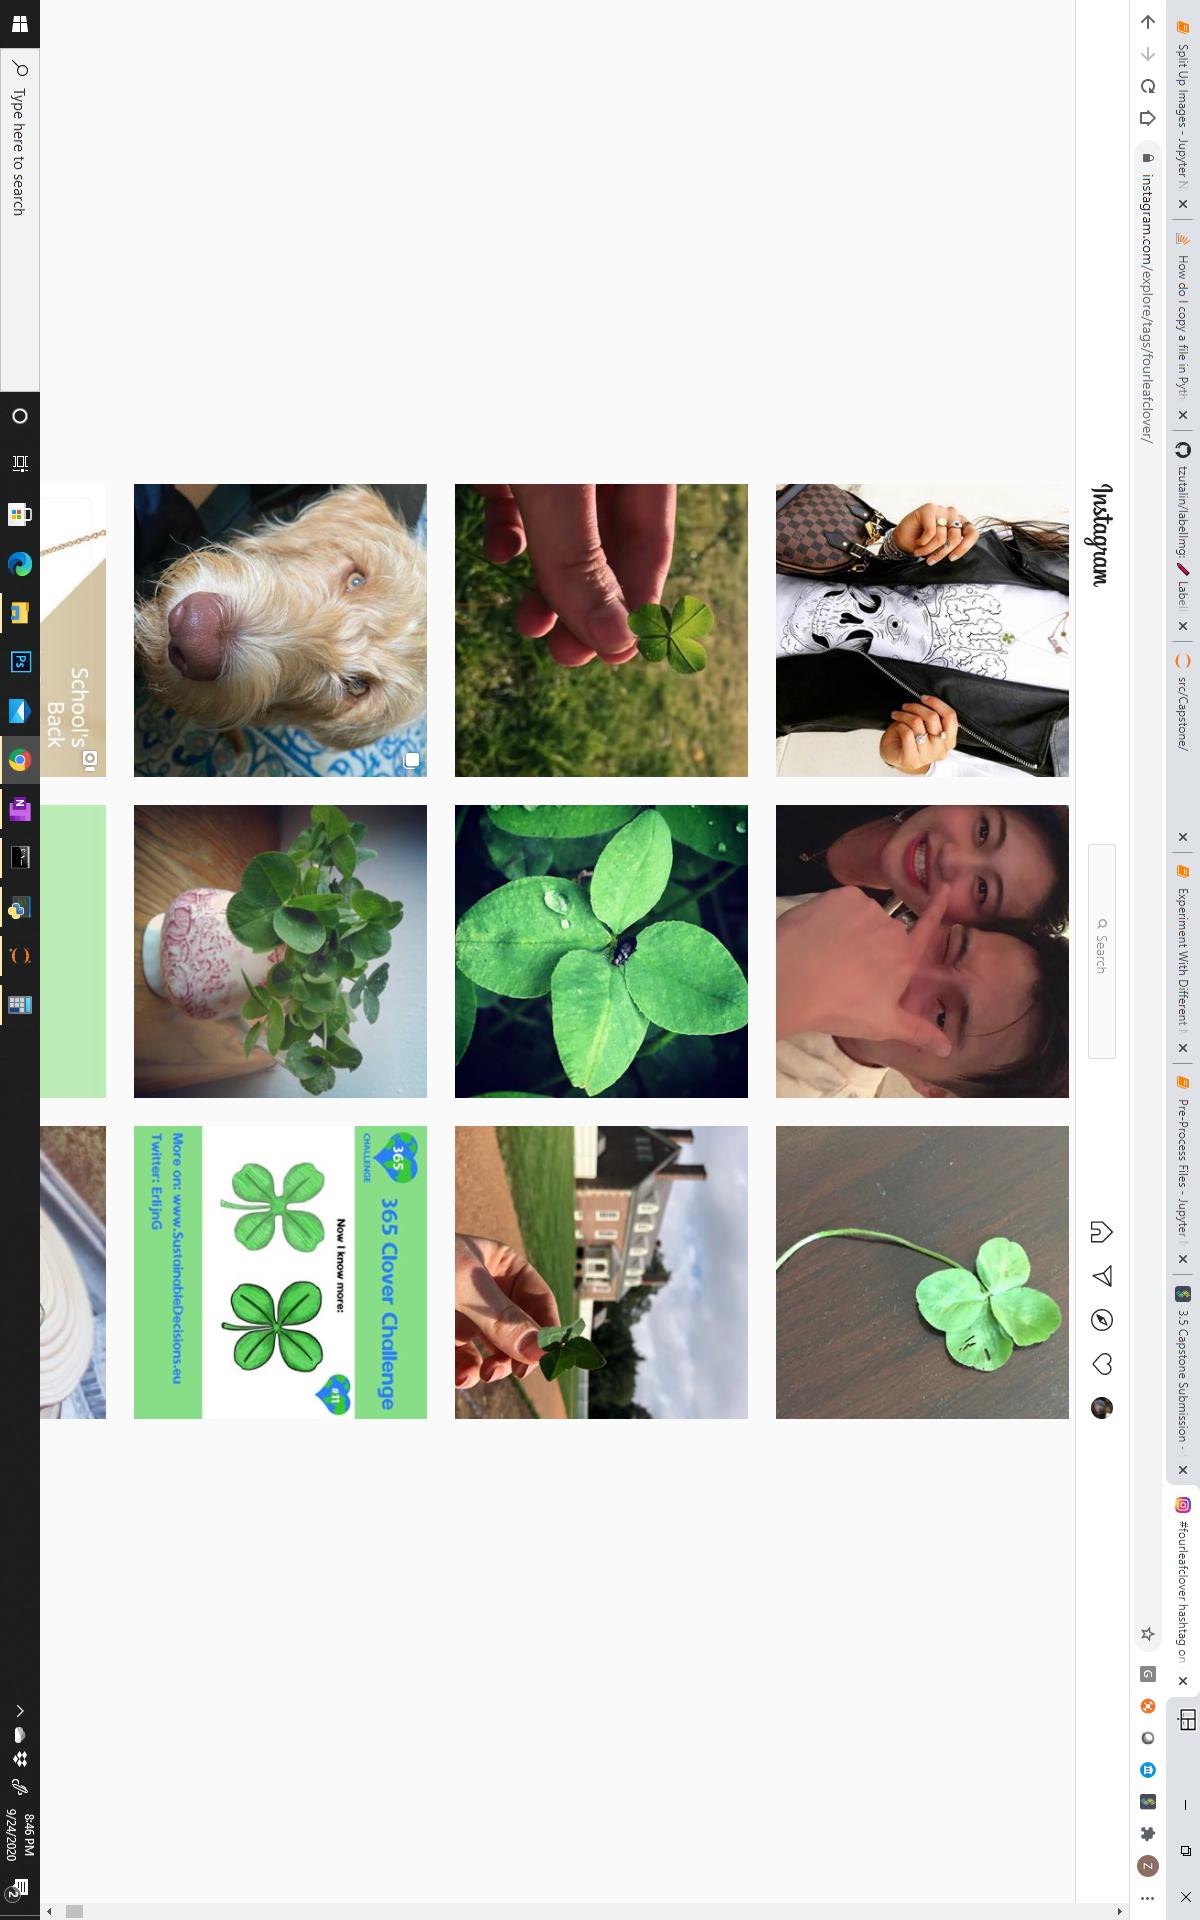 Split Up Images - Jupyter N
How do I copy a file in Pyth
tzutalin/labelImg: Label
src/Capstone/
Experiment With Different
Pre-Process Files - Jupyter
3.5 Capstone Submission -
#fourleafclover hashtag on
instagram.com/explore/tags/fourleafclover/
G
Z
Instagram
Search
365
CHALLENGE
365 Clover Challenge
Now I know more:
#11
More on: www.SustainableDecisions.eu
Twitter: ErlijnG
School's
Back
Type here to search
Ps
N
8:46 PM
9/24/2020
2